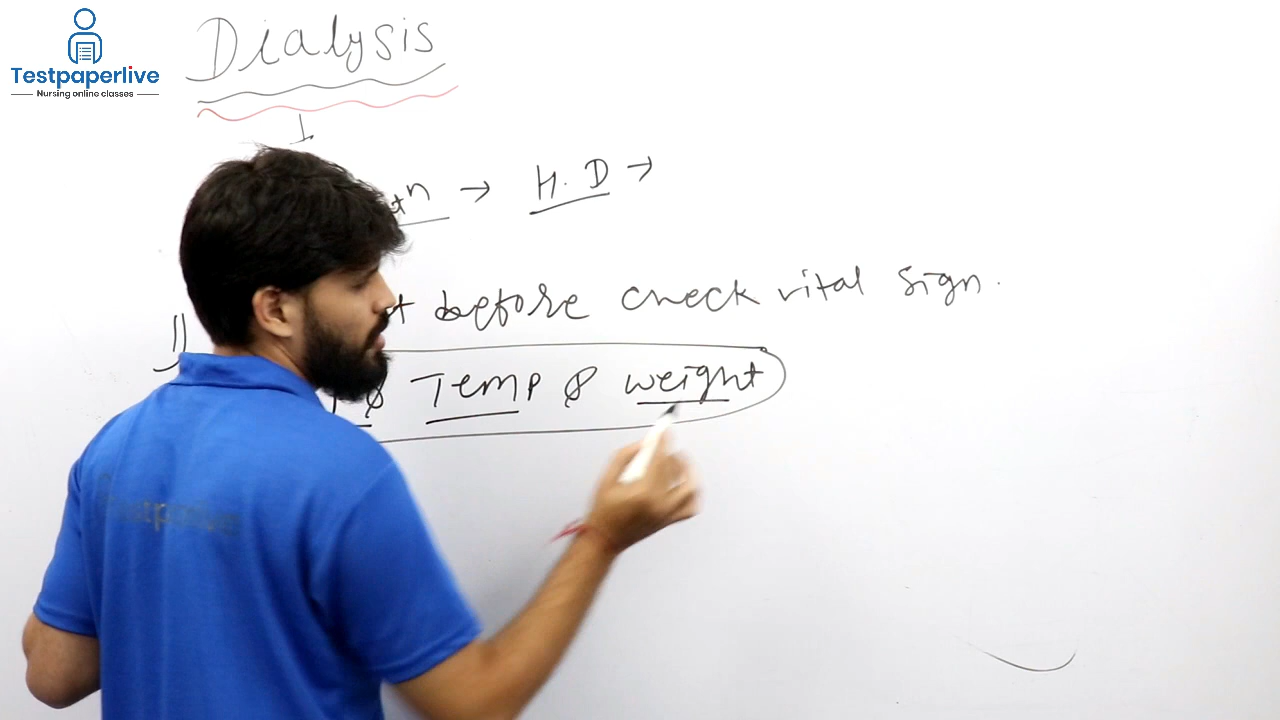 Testpaperlive
Nursing online classes
Dialysis
→ H.D →
before check vital sign.
& Temp & weight